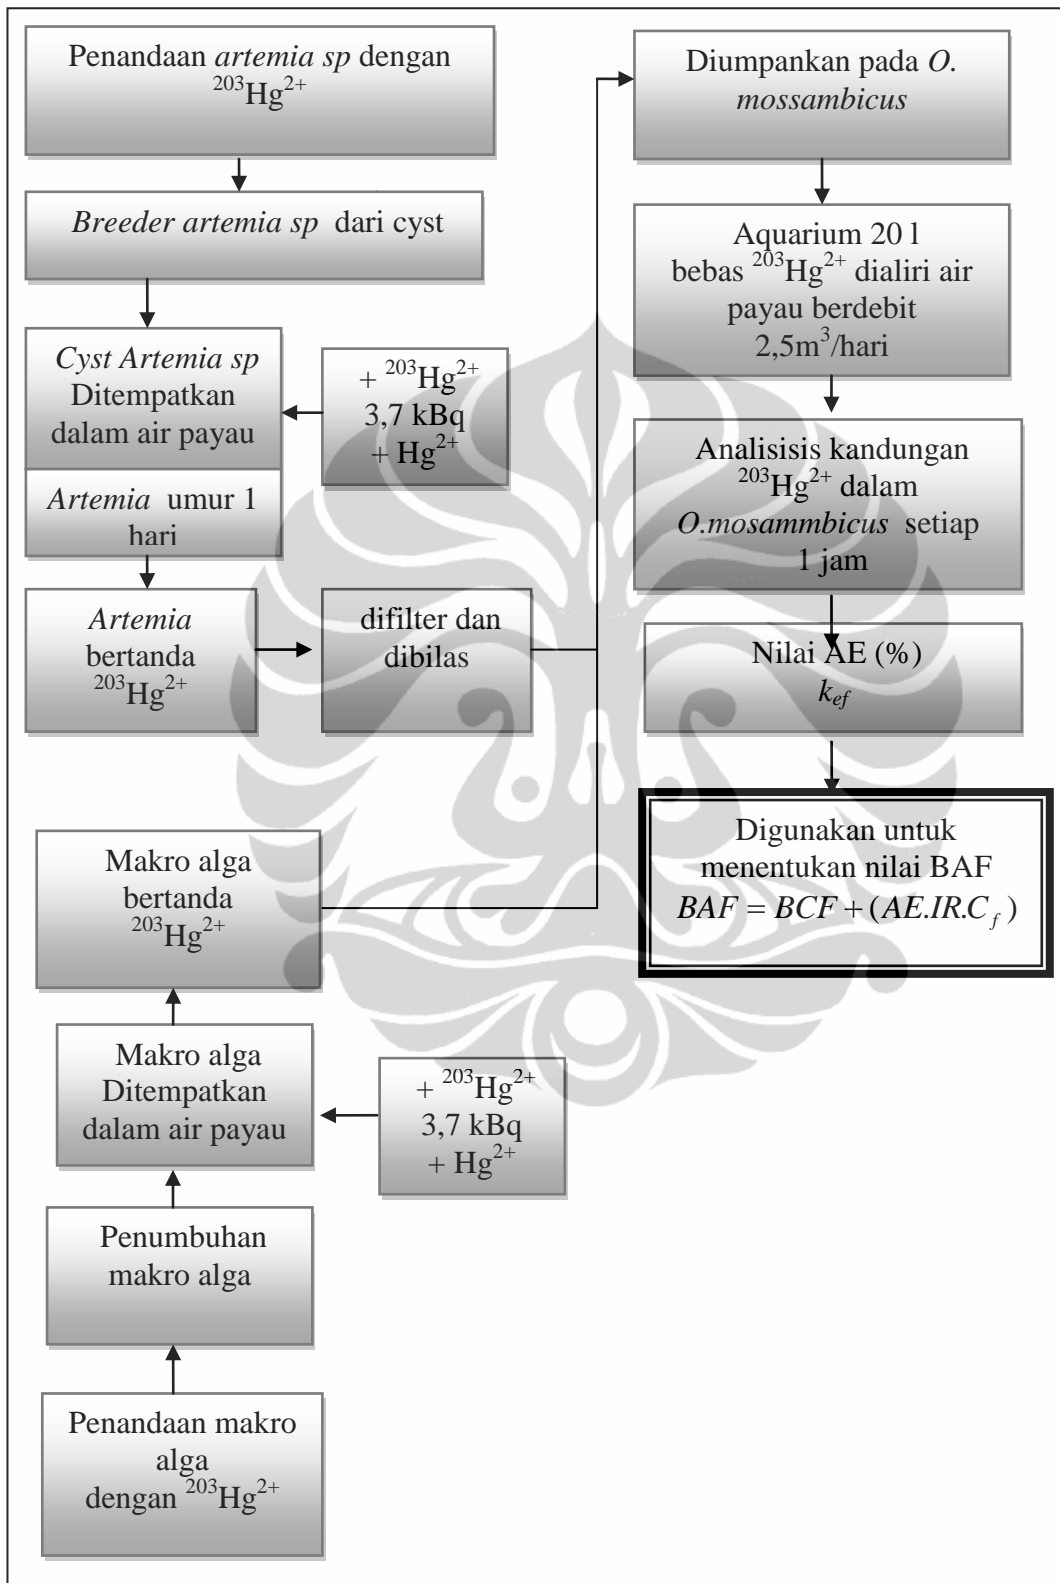 Penandaan artemia sp dengan
²⁰³Hg²⁺
Breeder artemia sp dari cyst
Cyst Artemia sp
Ditempatkan
dalam air payau
+ ²⁰³Hg²⁺
3,7 kBq
+ Hg²⁺
Artemia umur 1
hari
Artemia
bertanda
²⁰³Hg²⁺
difilter dan
dibilas
Makro alga
bertanda
²⁰³Hg²⁺
Makro alga
Ditempatkan
dalam air payau
+ ²⁰³Hg²⁺
3,7 kBq
+ Hg²⁺
Penumbuhan
makro alga
Penandaan makro
alga
dengan ²⁰³Hg²⁺
Diumpankan pada O.
mossambicus
Aquarium 20 l
bebas ²⁰³Hg²⁺ dialiri air
payau berdebit
2,5m³/hari
Analisisis kandungan
²⁰³Hg²⁺ dalam
O.mosammbicus setiap
1 jam
Nilai AE (%)
k_ef
Digunakan untuk
menentukan nilai BAF
BAF = BCF + (AE.IR.C_f)